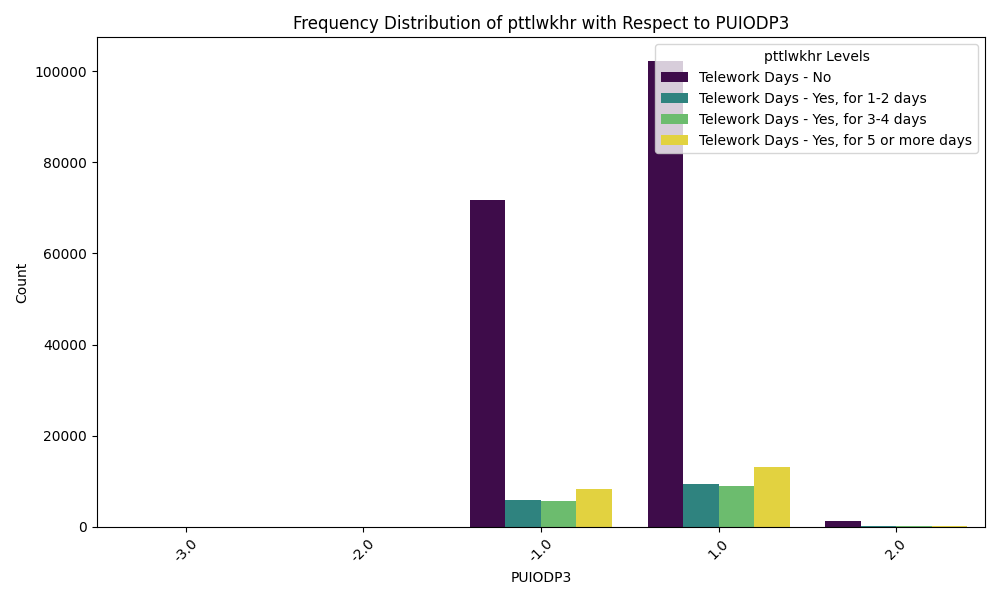 Frequency Distribution of pttlwkhr with Respect to PUIODP3
pttlwkhr Levels
Telework Days - No
Telework Days - Yes, for 1-2 days
Telework Days - Yes, for 3-4 days
Telework Days - Yes, for 5 or more days
Count
100000
80000
60000
40000
20000
0
-3.0
-2.0
-1.0
1.0
2.0
PUIODP3